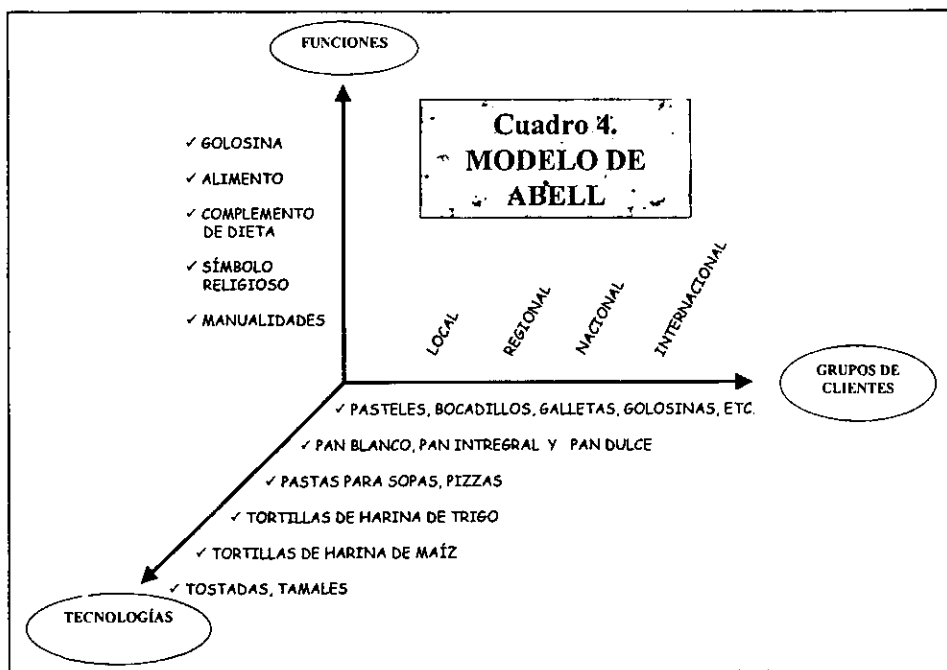 FUNCIONES
Cuadro 4.
MODELO DE
ABELL
✓ GOLOSINA
✓ ALIMENTO
✓ COMPLEMENTO
DE DIETA
✓ SÍMBOLO
RELIGIOSO
✓ MANUALIDADES
LOCAL
REGIONAL
NACIONAL
INTERNACIONAL
GRUPOS DE
CLIENTES
✓ PASTELES, BOCADILLOS, GALLETAS, GOLOSINAS, ETC.
✓ PAN BLANCO, PAN INTREGRAL Y PAN DULCE
✓ PASTAS PARA SOPAS, PIZZAS
✓ TORTILLAS DE HARINA DE TRIGO
✓ TORTILLAS DE HARINA DE MAÍZ
✓ TOSTADAS, TAMALES
TECNOLOGÍAS